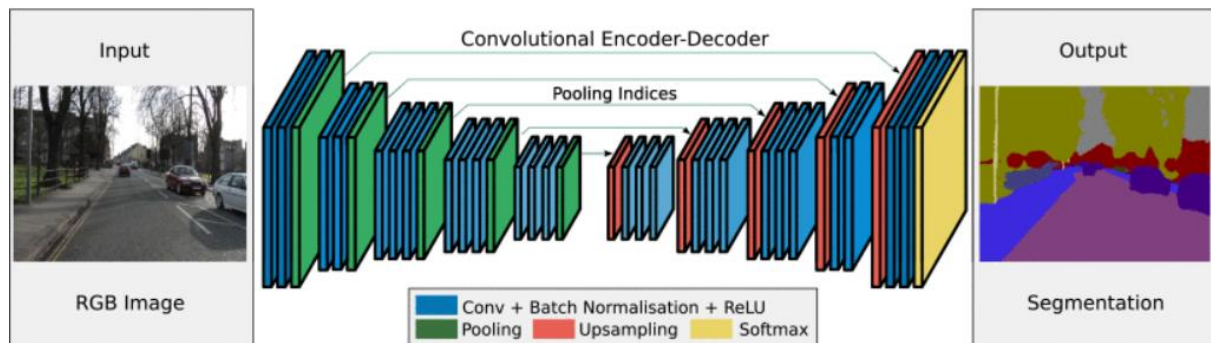 Input
RGB Image
Convolutional Encoder-Decoder
Pooling Indices
Conv + Batch Normalisation + ReLU
Pooling Upsampling Softmax
Output
Segmentation